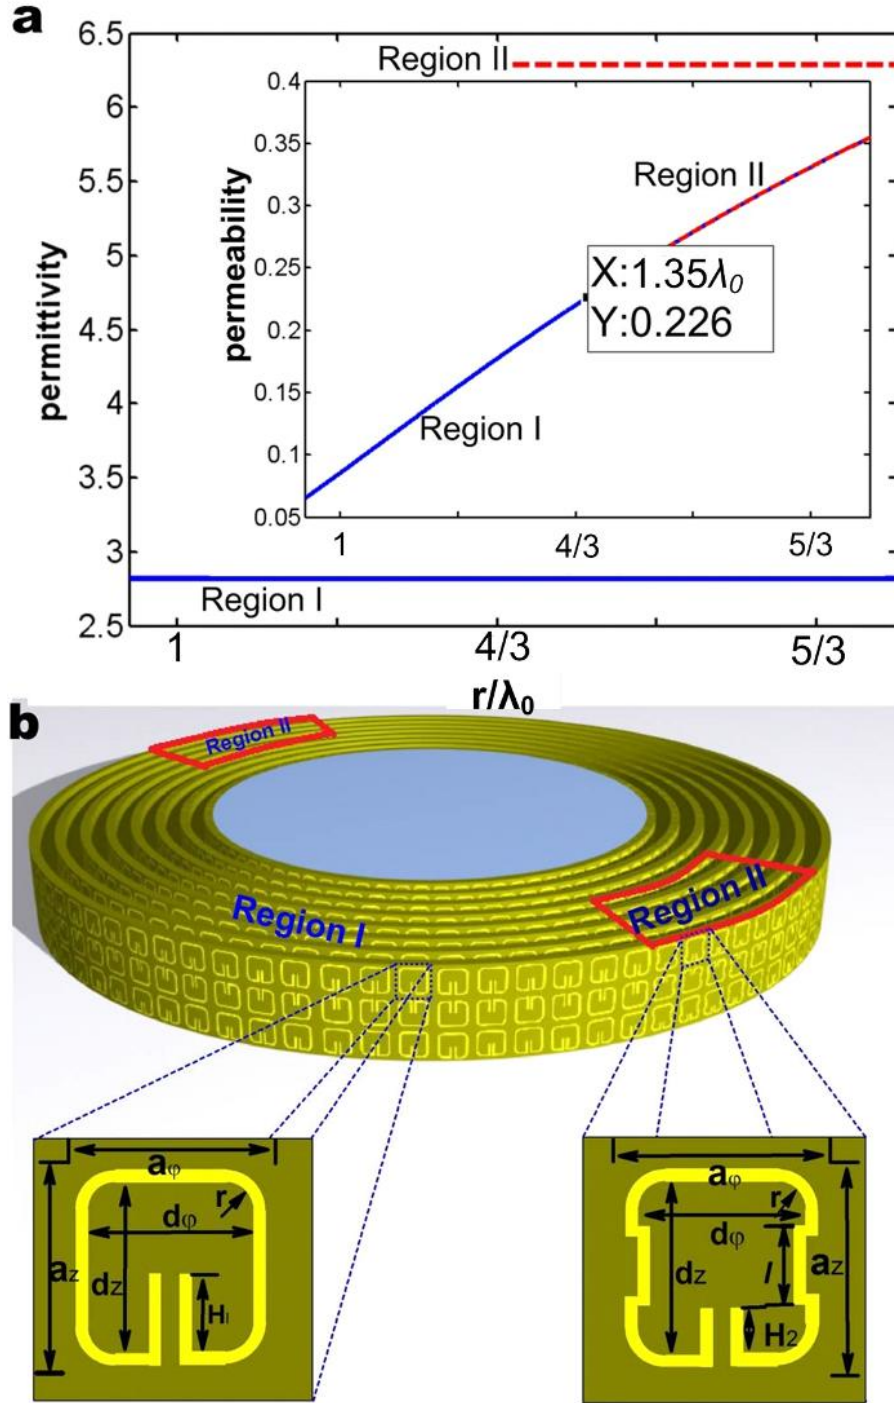 a
6.5
6
5.5
5
4.5
4
3.5
3
2.5
permittivity
Region II
0.4
0.35
0.3
0.25
0.2
0.15
0.1
0.05
permeability
Region II
X:1.35λ₀
Y:0.226
Region I
1
4/3
5/3
Region I
1
4/3
5/3
r/λ₀
b
Region II
Region I
Region II
aφ
r
dφ
az
dz
H₁
aφ
r
dφ
dz
l
az
H2